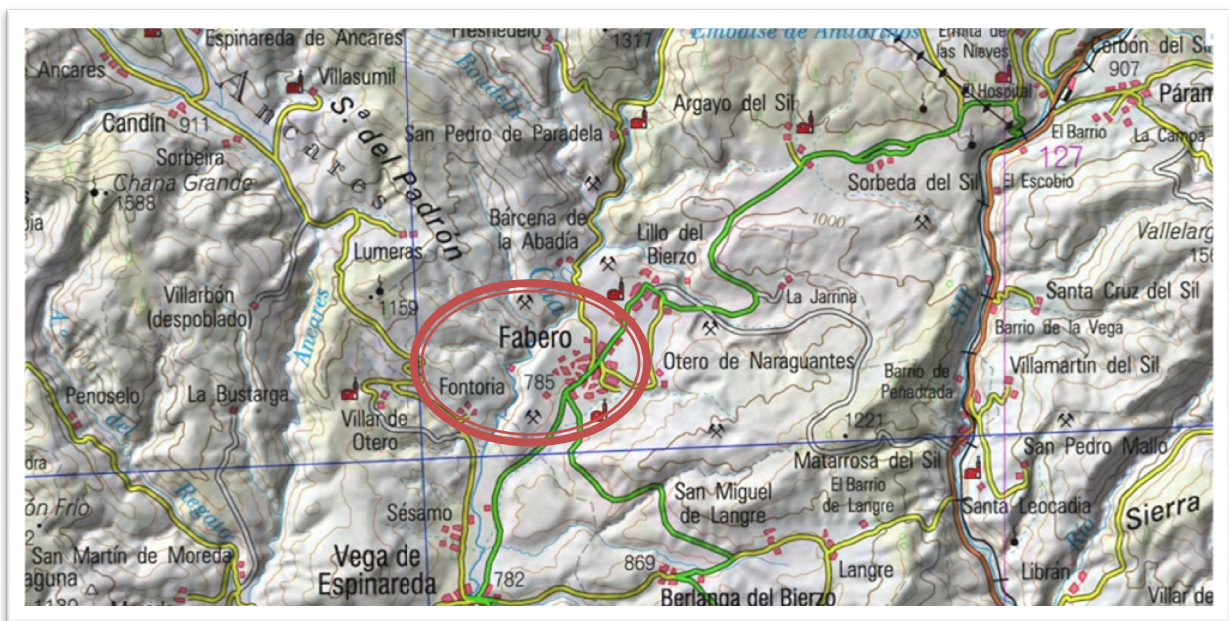 Espinareda de Ancares
Fresnedelo
1317
Ermita de
las Nieves
Corbón del Sil
907
Ancares
Villasumil
Argayo del Sil
El Hospital
Páram
Candín 911
Ancares
Sª del Padrón
San Pedro de Paradela
El Barrio
La Campa
Sorbeira
127
Chana Grande
1588
Sorbeda del Sil
El Escobio
Bárcena de
la Abadía
1000
Lillo del
Bierzo
Lumeras
Cúa
Villarbón
(despoblado)
1159
La Jarrina
Santa Cruz del Sil
Ancares
Sil
Barrio de la Vega
Fabero
Otero de Naraguantes
Villamartín del Sil
Barrio de
Peñadrada
Fontoria
785
Penoselo
La Bustarga
Villar de
Otero
1221
San Pedro Mallo
Matarrosa del Sil
del
Regato
El Barrio
de Langre
San Miguel
de Langre
Santa Leocadia
Sierra
Sésamo
Río
San Martín de Moreda
Vega de
Espinareda
782
869
Langre
Librán
Berlanga del Bierzo
Villar de